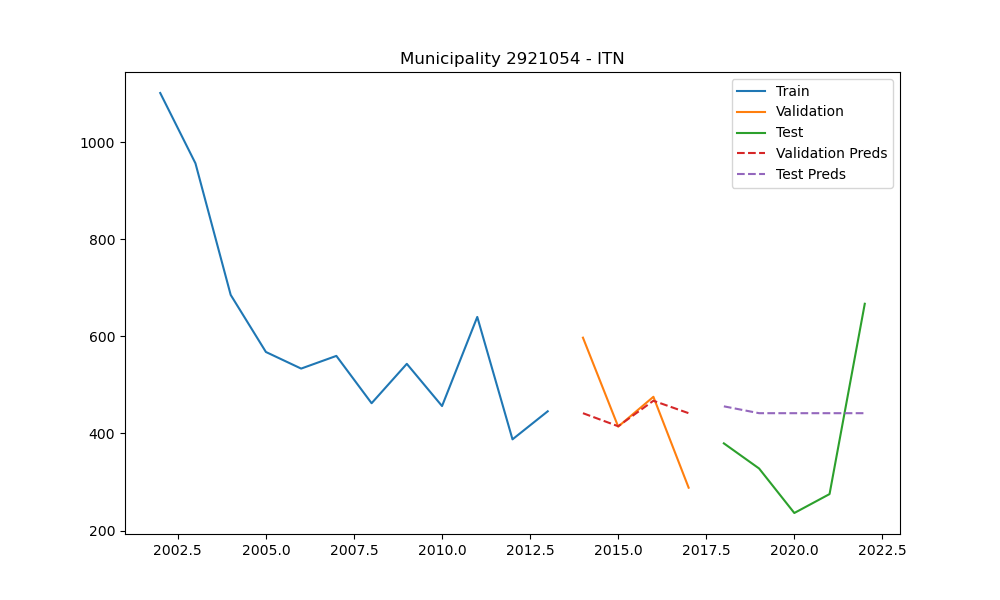 Municipality 2921054 - ITN
Train
Validation
Test
Validation Preds
Test Preds
1000
800
600
400
200
2002.5 2005.0 2007.5 2010.0 2012.5 2015.0 2017.5 2020.0 2022.5